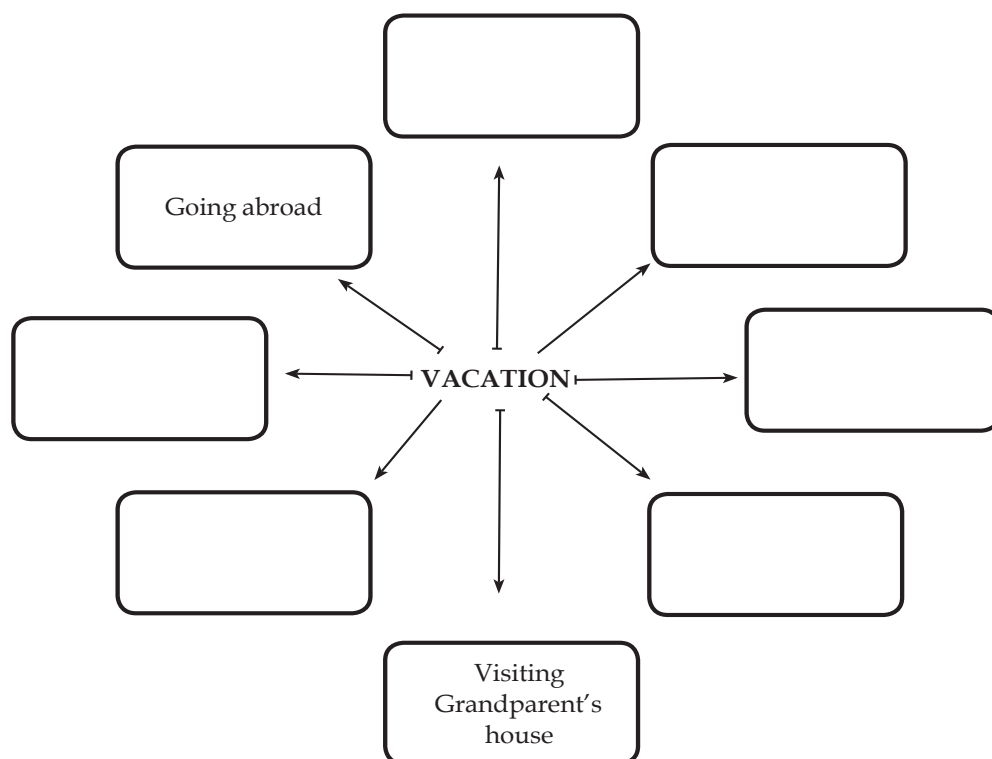 Going abroad
VACATION
Visiting
Grandparent's
house